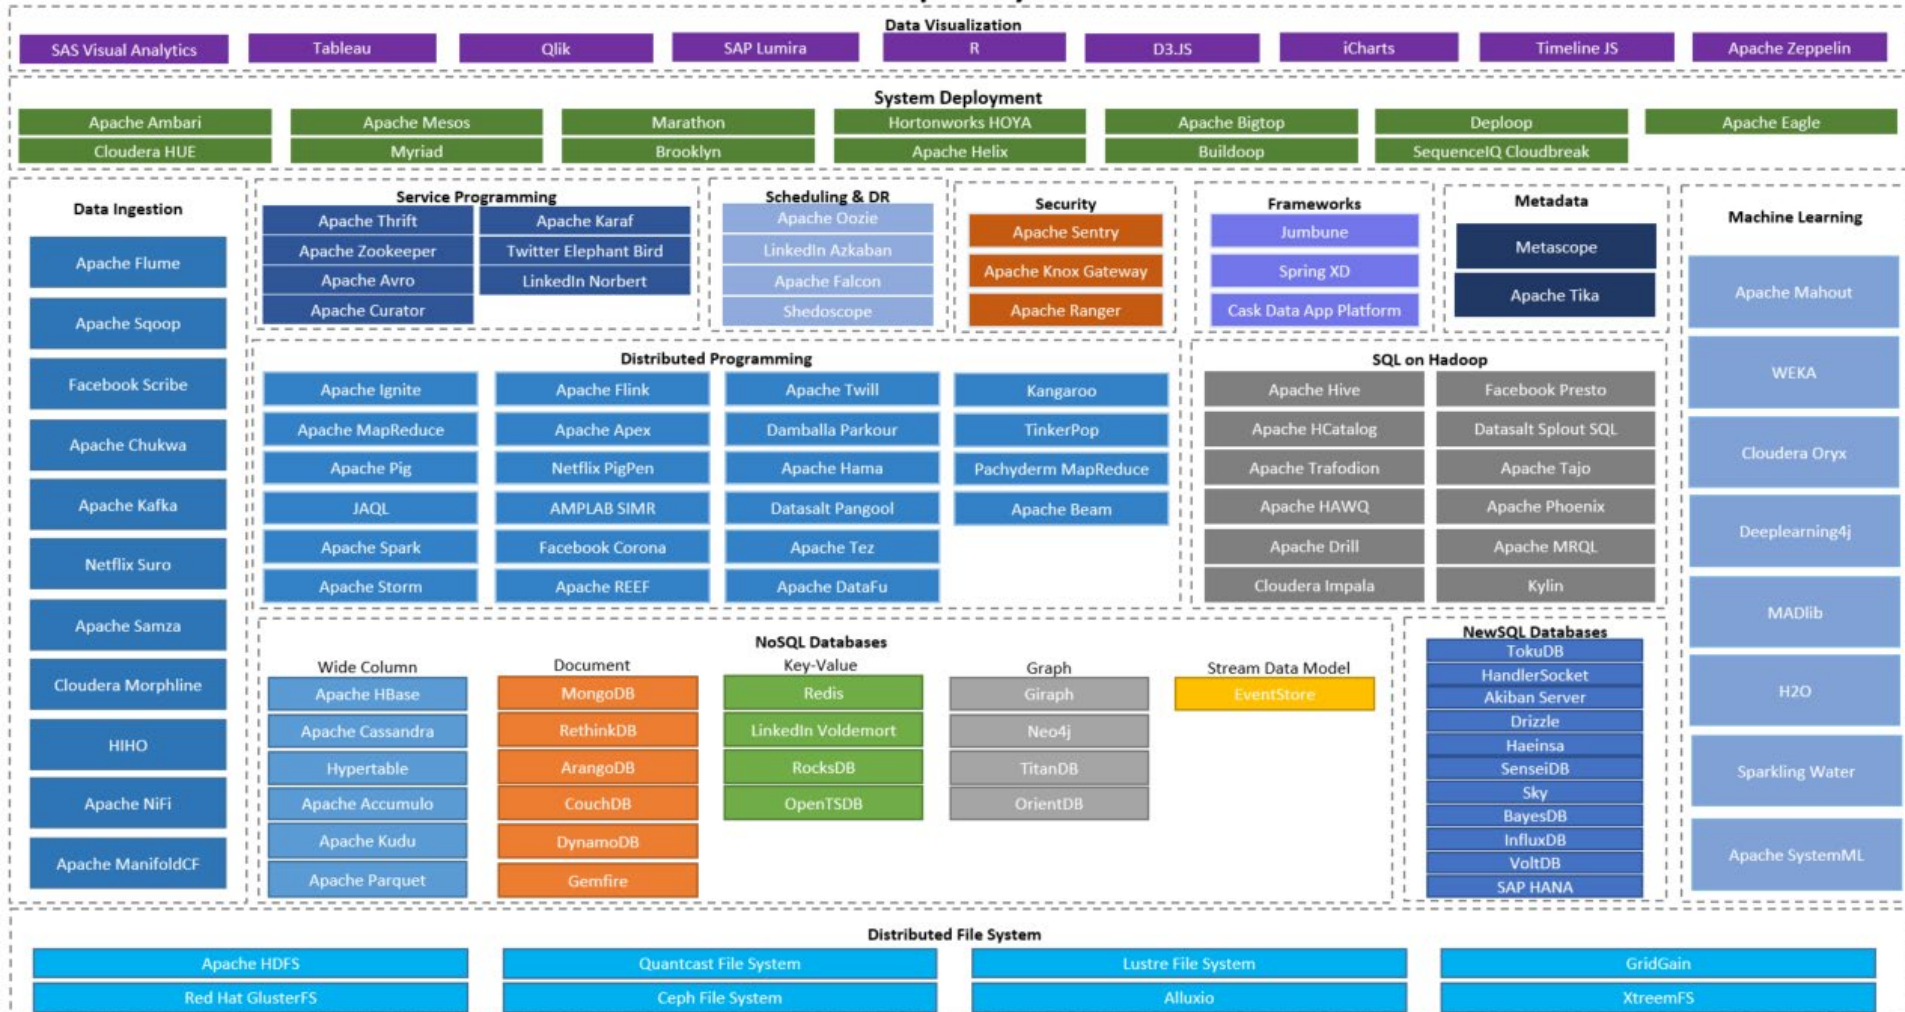 Data Visualization
SAS Visual Analytics
Tableau
Qlik
SAP Lumira
R
D3.JS
iCharts
Timeline JS
Apache Zeppelin
System Deployment
Apache Ambari
Apache Mesos
Marathon
Hortonworks HOYA
Apache Bigtop
Deploop
Apache Eagle
Cloudera HUE
Myriad
Brooklyn
Apache Helix
Buildoop
SequenceIQ Cloudbreak
Data Ingestion
Apache Flume
Apache Sqoop
Facebook Scribe
Apache Chukwa
Apache Kafka
Netflix Suro
Apache Samza
Cloudera Morphline
HIHO
Apache NiFi
Apache ManifoldCF
Service Programming
Apache Thrift
Apache Zookeeper
Apache Avro
Apache Curator
Apache Karaf
Twitter Elephant Bird
LinkedIn Norbert
Scheduling & DR
Apache Oozie
LinkedIn Azkaban
Apache Falcon
Shedoscope
Security
Apache Sentry
Apache Knox Gateway
Apache Ranger
Frameworks
Jumbune
Spring XD
Cask Data App Platform
Metadata
Metascope
Apache Tika
Machine Learning
Apache Mahout
WEKA
Cloudera Oryx
Deeplearning4j
MADlib
H2O
Sparkling Water
Apache SystemML
Distributed Programming
Apache Ignite
Apache MapReduce
Apache Pig
JAQL
Apache Spark
Apache Storm
Apache Flink
Apache Apex
Netflix PigPen
AMPLAB SIMR
Facebook Corona
Apache REEF
Apache Twill
Damballa Parkour
Apache Hama
Datasalt Pangool
Apache Tez
Apache DataFu
Kangaroo
TinkerPop
Pachyderm MapReduce
Apache Beam
SQL on Hadoop
Apache Hive
Apache HCatalog
Apache Trafodion
Apache HAWQ
Apache Drill
Cloudera Impala
Facebook Presto
Datasalt Splout SQL
Apache Tajo
Apache Phoenix
Apache MRQL
Kylin
NoSQL Databases
Wide Column
Apache HBase
Apache Cassandra
Hypertable
Apache Accumulo
Apache Kudu
Apache Parquet
Document
MongoDB
RethinkDB
ArangoDB
CouchDB
DynamoDB
Gemfire
Key-Value
Redis
LinkedIn Voldemort
RocksDB
OpenTSDB
Graph
Giraph
Neo4j
TitanDB
OrientDB
Stream Data Model
EventStore
NewSQL Databases
TokuDB
HandlerSocket
Akiban Server
Drizzle
Haeinsa
SenseiDB
Sky
BayesDB
InfluxDB
VoltDB
SAP HANA
Distributed File System
Apache HDFS
Quantcast File System
Lustre File System
GridGain
Red Hat GlusterFS
Ceph File System
Alluxio
XtreemFS